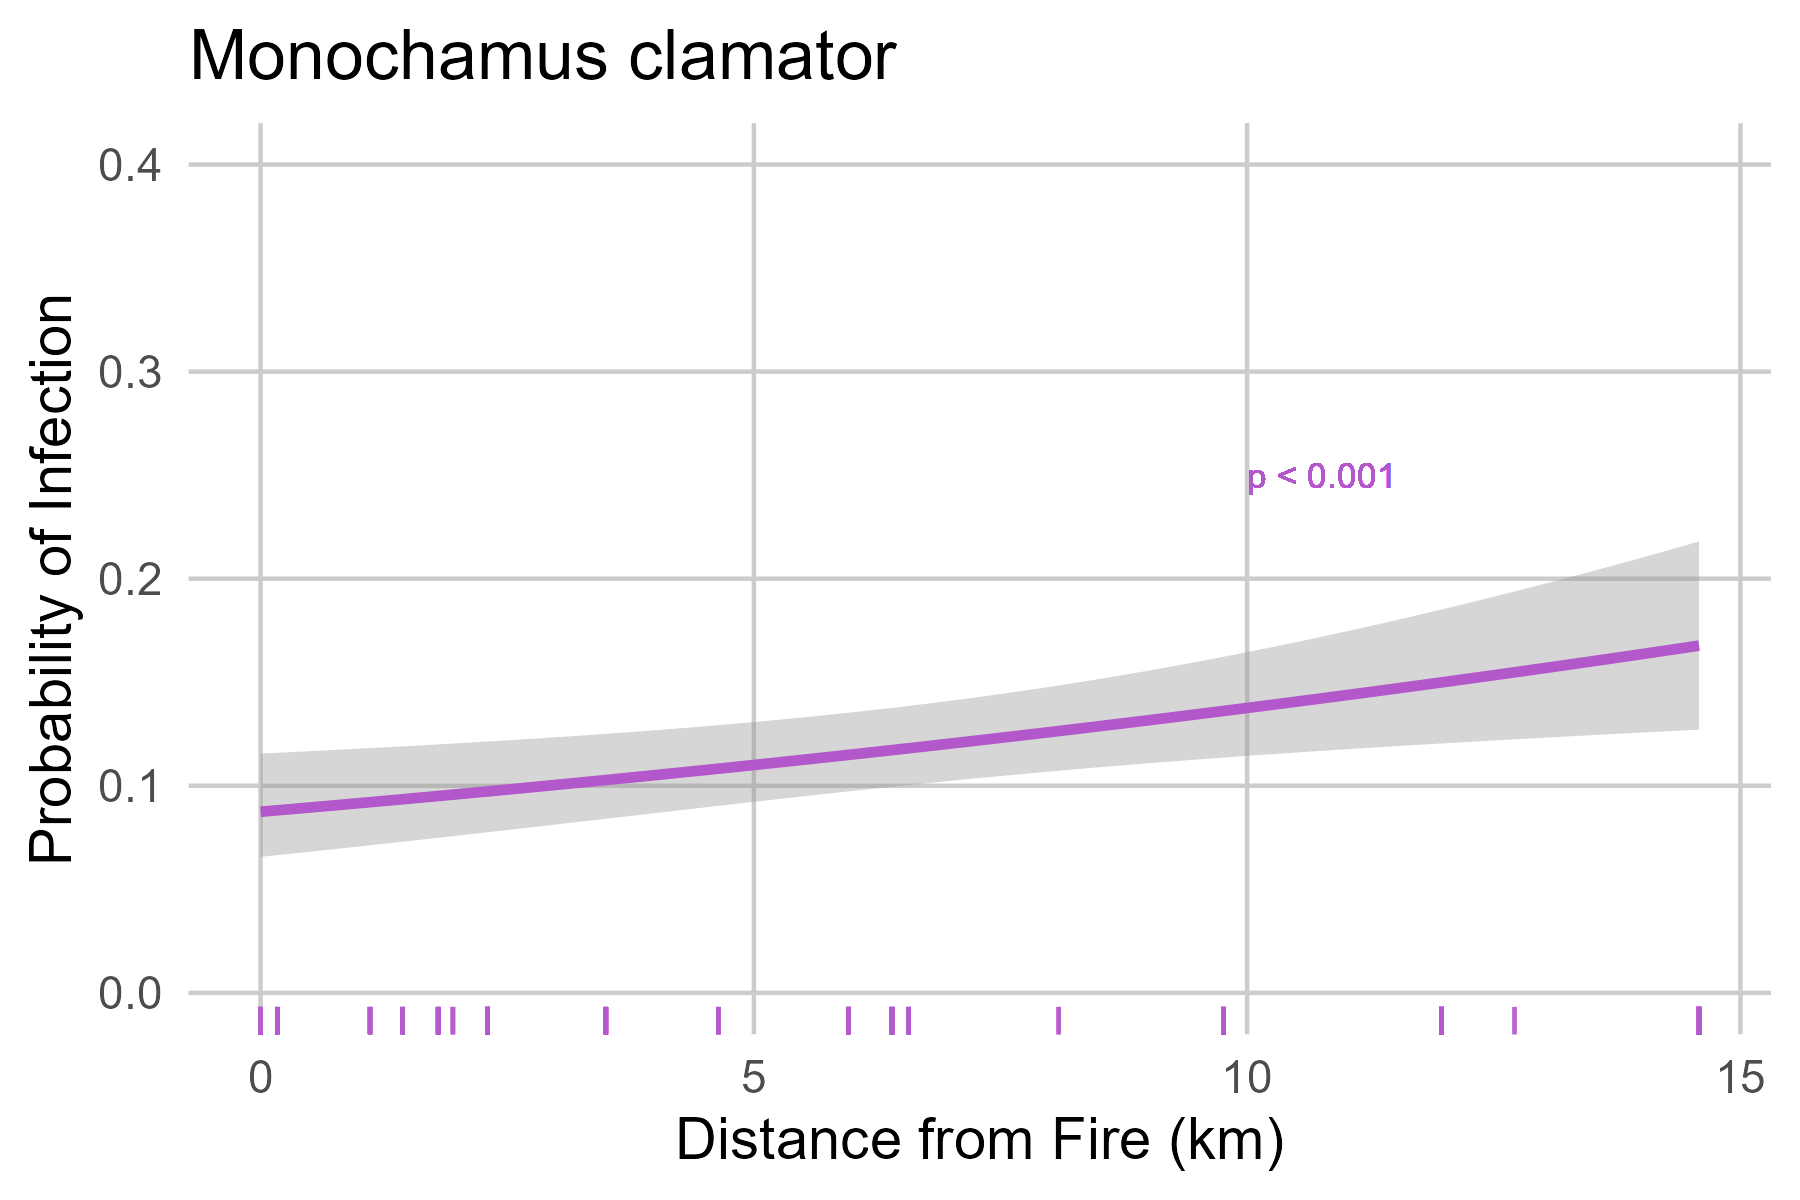 Monochamus clamator
0.4
0.3
0.2
0.1
0.0
Probability of Infection
p < 0.001
0 5 10 15
Distance from Fire (km)